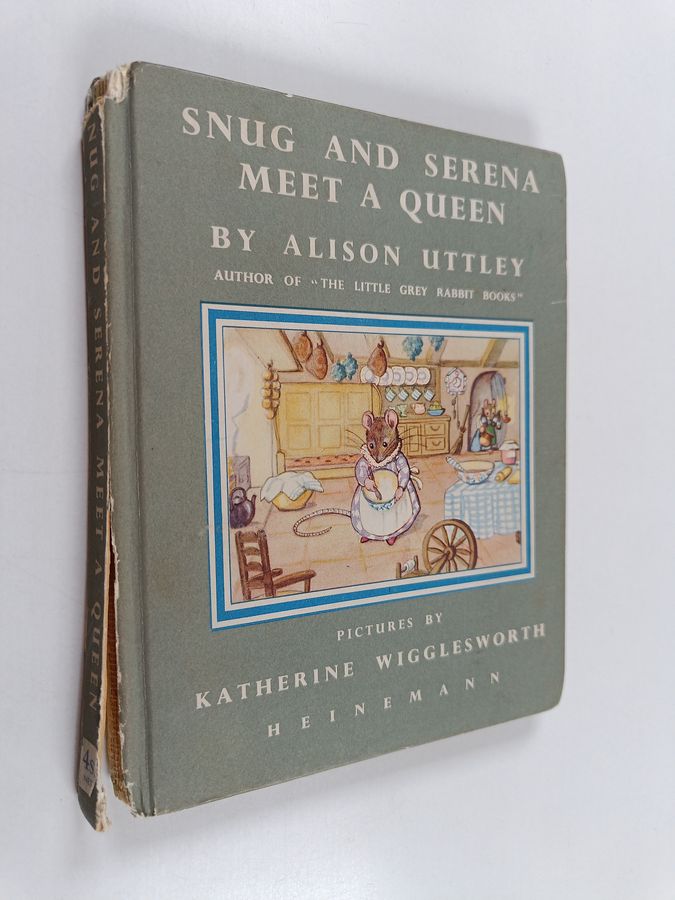 SNUG AND SERENA
MEET A QUEEN
BY ALISON UTTLEY
AUTHOR OF "THE LITTLE GREY RABBIT BOOKS"
PICTURES BY
KATHERINE WIGGLESWORTH
HEINEMANN
NUG AND SERENA MEET A QUEEN